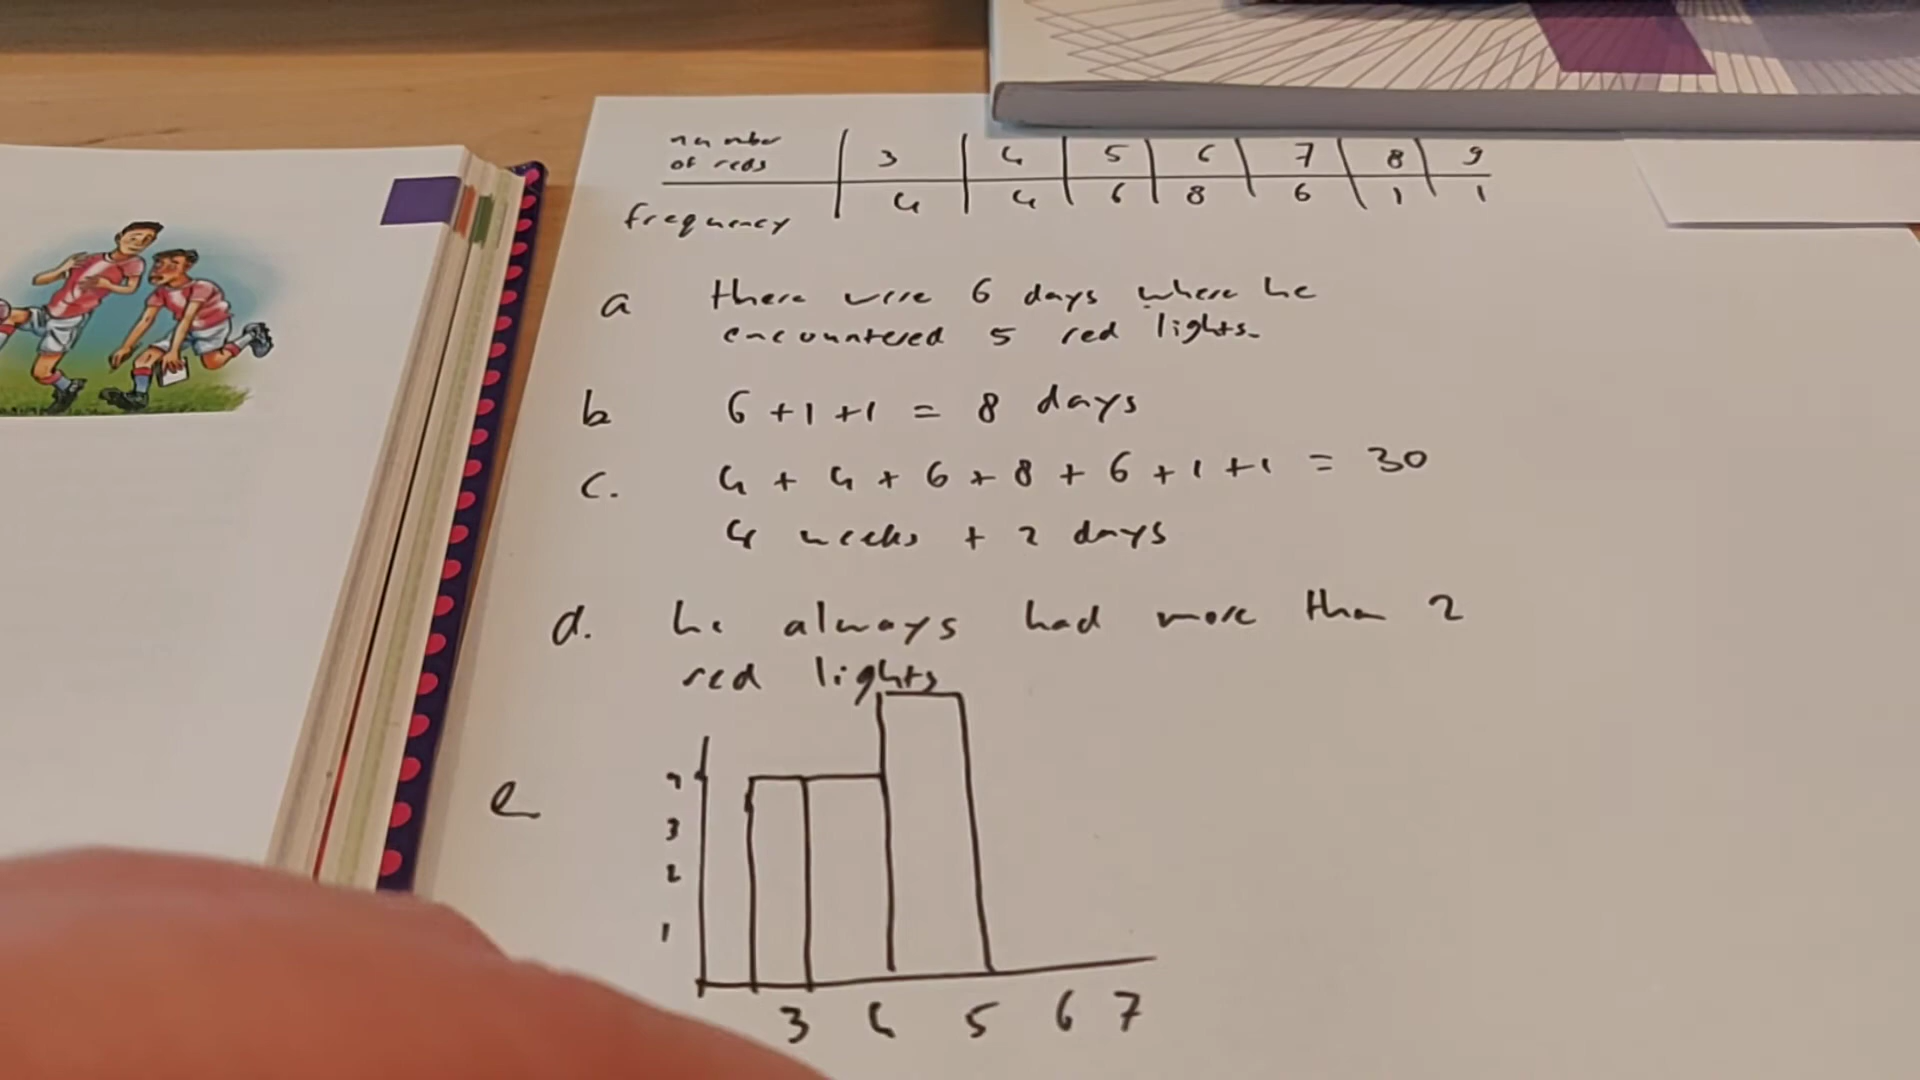 number
of reds 3 4 5 6 7 8 9
frequency 4 4 6 8 6 1 1
a there were 6 days where he
encountered 5 red lights.
b 6 + 1 + 1 = 8 days
c. 4 + 4 + 6 + 8 + 6 + 1 + 1 = 30
4 weeks + 2 days
d. he always had more than 2
red lights
e
4
3
2
1
3 4 5 6 7